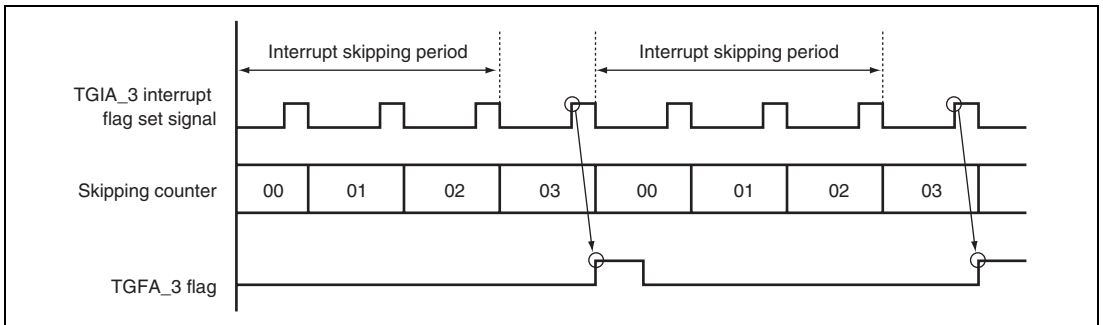 Interrupt skipping period Interrupt skipping period
TGIA_3 interrupt
flag set signal
Skipping counter 00 01 02 03 00 01 02 03
TGFA_3 flag